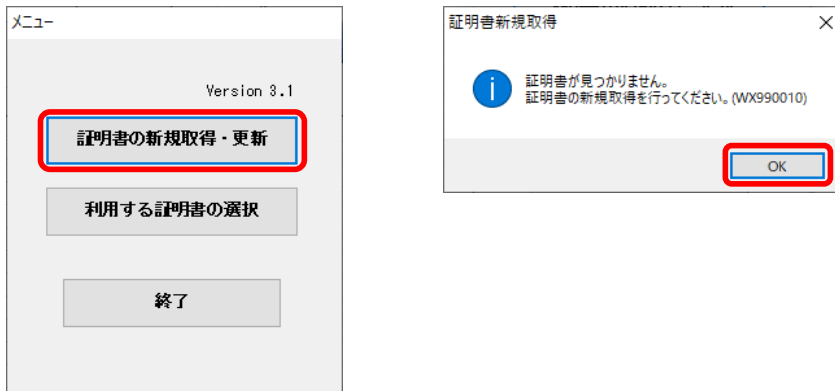 メニュー
Version 3.1
証明書の新規取得・更新
利用する証明書の選択
終了
証明書新規取得
証明書が見つかりません。
証明書の新規取得を行ってください。(WX990010)
OK